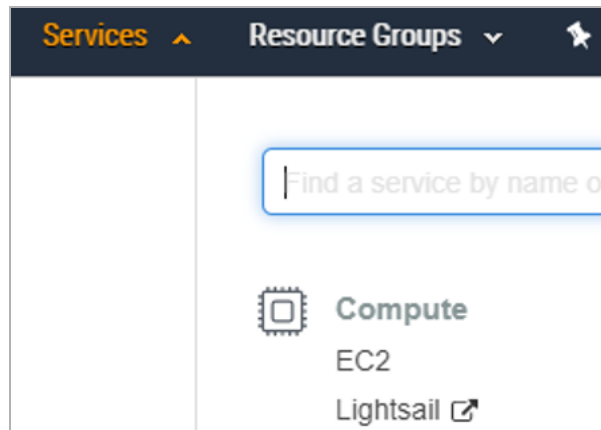 Services Resource Groups
Find a service by name o
Compute
EC2
Lightsail